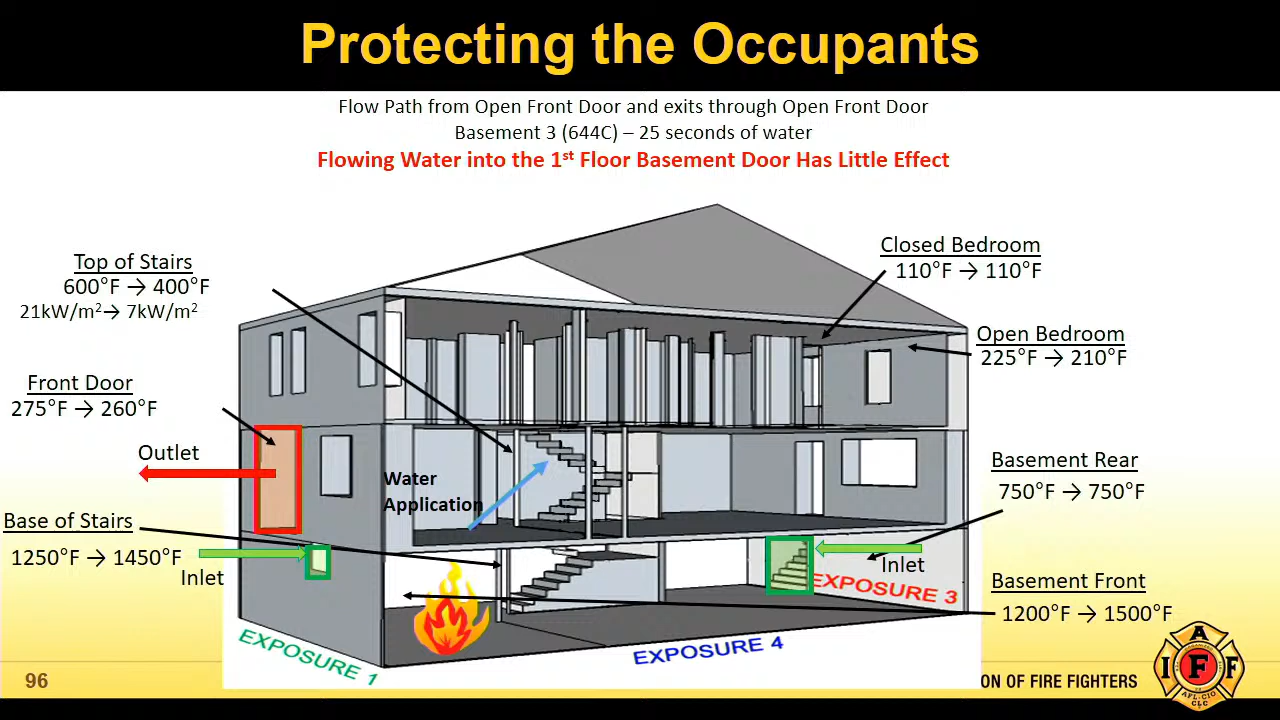 Protecting the Occupants
Flow Path from Open Front Door and exits through Open Front Door
Basement 3 (644C) – 25 seconds of water
Flowing Water into the 1st Floor Basement Door Has Little Effect
Top of Stairs
600°F → 400°F
21kW/m²→ 7kW/m²
Closed Bedroom
110°F → 110°F
Open Bedroom
225°F → 210°F
Front Door
275°F → 260°F
Outlet
Water
Application
Basement Rear
750°F → 750°F
Base of Stairs
1250°F → 1450°F
Inlet
Inlet
EXPOSURE 3
Basement Front
1200°F → 1500°F
EXPOSURE 1
EXPOSURE 4
96
ON OF FIRE FIGHTERS
A
I F F
AFL-CIO
CLC